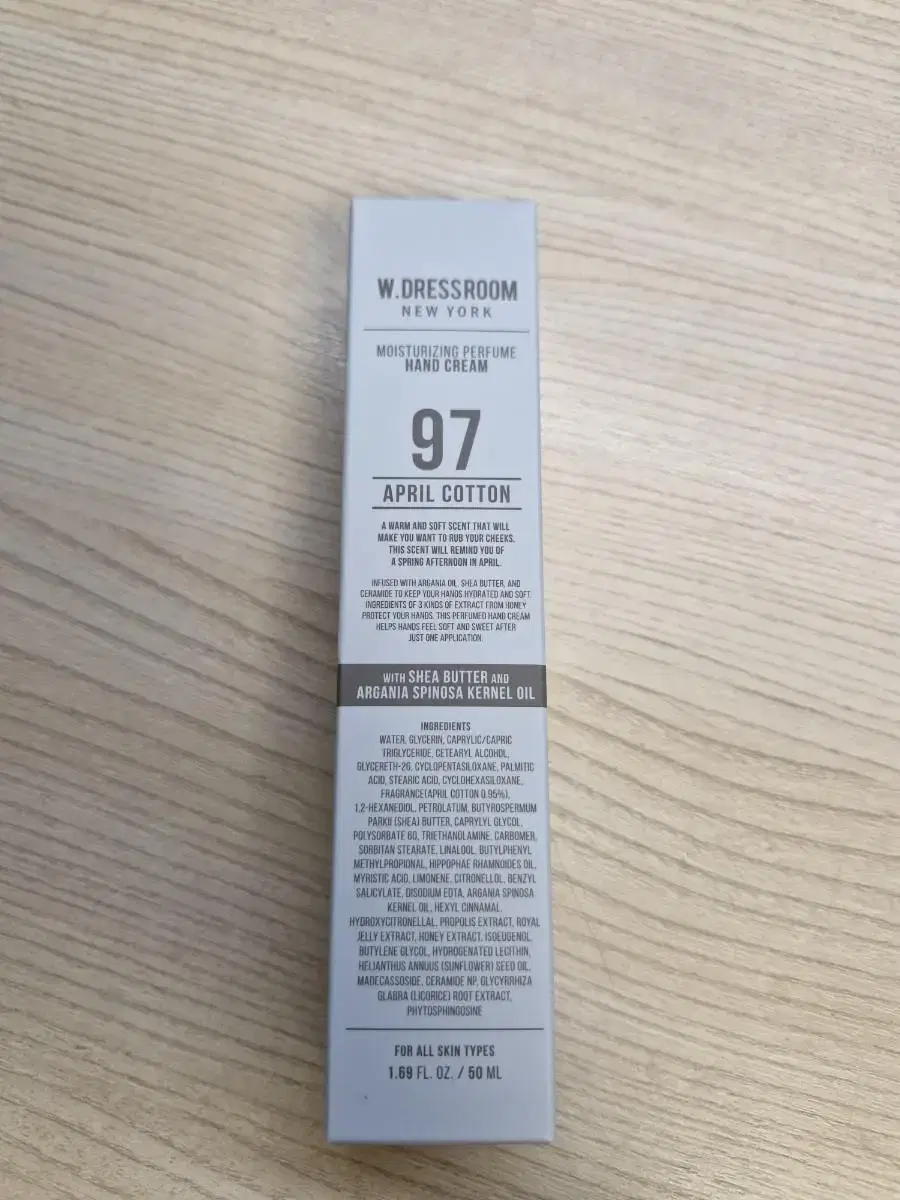 W.DRESSROOM
NEW YORK
MOISTURIZING PERFUME
HAND CREAM
97
APRIL COTTON
A WARM AND SOFT SCENT THAT WILL
MAKE YOU WANT TO RUB YOUR CHEEKS.
THIS SCENT WILL REMIND YOU OF
A SPRING AFTERNOON IN APRIL.
INFUSED WITH ARGANIA OIL, SHEA BUTTER, AND
CERAMIDE TO KEEP YOUR HANDS HYDRATED AND SOFT.
INGREDIENTS OF 3 KINDS OF EXTRACT FROM HONEY
PROTECT YOUR HANDS. THIS PERFUMED HAND CREAM
HELPS HANDS FEEL SOFT AND SWEET AFTER
JUST ONE APPLICATION.
WITH SHEA BUTTER AND
ARGANIA SPINOSA KERNEL OIL
INGREDIENTS
WATER, GLYCERIN, CAPRYLIC/CAPRIC
TRIGLYCERIDE, CETEARYL ALCOHOL,
GLYCERETH-26, CYCLOPENTASILOXANE, PALMITIC
ACID, STEARIC ACID, CYCLOHEXASILOXANE,
FRAGRANCE(APRIL COTTON 0.95%),
1,2-HEXANEDIOL, PETROLATUM, BUTYROSPERMUM
PARKII (SHEA) BUTTER, CAPRYLYL GLYCOL,
POLYSORBATE 60, TRIETHANOLAMINE, CARBOMER,
SORBITAN STEARATE, LINALOOL, BUTYLPHENYL
METHYLPROPIONAL, HIPPOPHAE RHAMNOIDES OIL,
MYRISTIC ACID, LIMONENE, CITRONELLOL, BENZYL
SALICYLATE, DISODIUM EDTA, ARGANIA SPINOSA
KERNEL OIL, HEXYL CINNAMAL,
HYDROXYCITRONELLAL, PROPOLIS EXTRACT, ROYAL
JELLY EXTRACT, HONEY EXTRACT, ISOEUGENOL,
BUTYLENE GLYCOL, HYDROGENATED LECITHIN,
HELIANTHUS ANNUUS (SUNFLOWER) SEED OIL,
MADECASSOSIDE, CERAMIDE NP, GLYCYRRHIZA
GLABRA (LICORICE) ROOT EXTRACT,
PHYTOSPHINGOSINE
FOR ALL SKIN TYPES
1.69 FL. OZ. / 50 ML